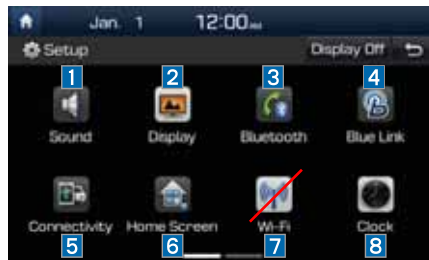 Jan. 1 12:00 AM
Setup Display Off
1 2 3 4
Sound Display Bluetooth Blue Link
Connectivity Home Screen Wi-Fi Clock
5 6 7 8